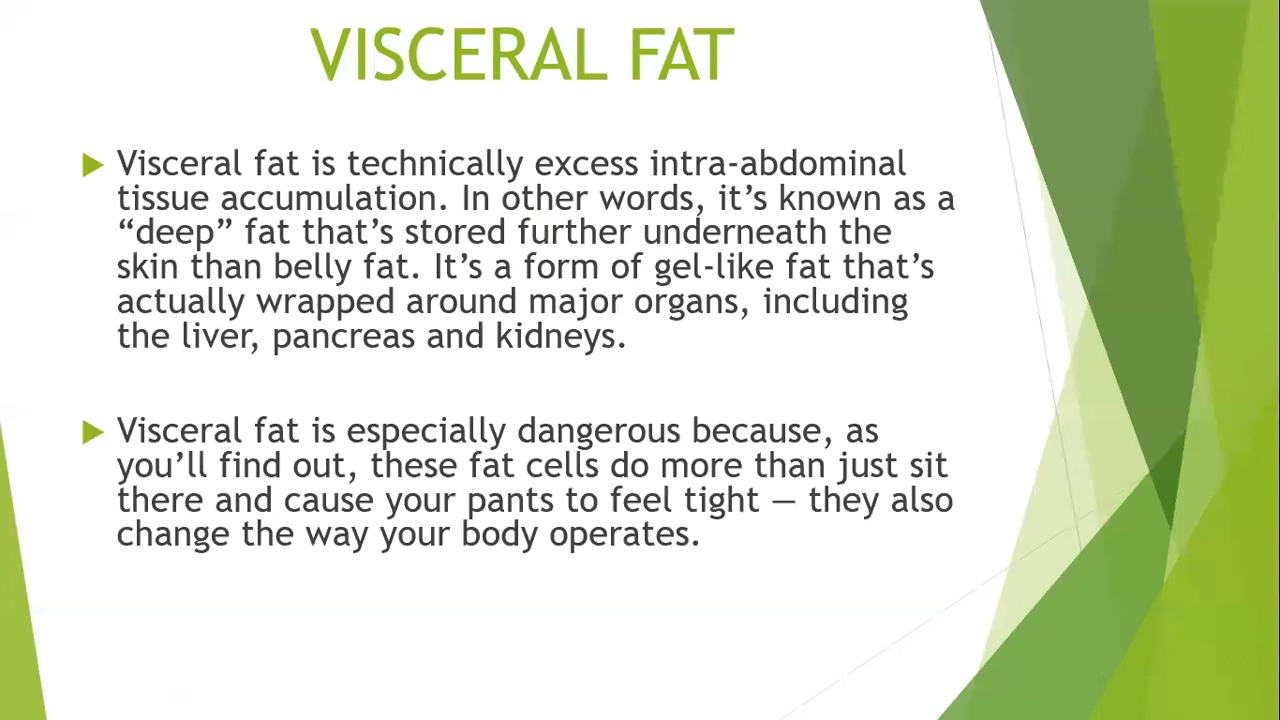 VISCERAL FAT
Visceral fat is technically excess intra-abdominal
tissue accumulation. In other words, it’s known as a
“deep” fat that’s stored further underneath the
skin than belly fat. It’s a form of gel-like fat that’s
actually wrapped around major organs, including
the liver, pancreas and kidneys.
Visceral fat is especially dangerous because, as
you’ll find out, these fat cells do more than just sit
there and cause your pants to feel tight — they also
change the way your body operates.